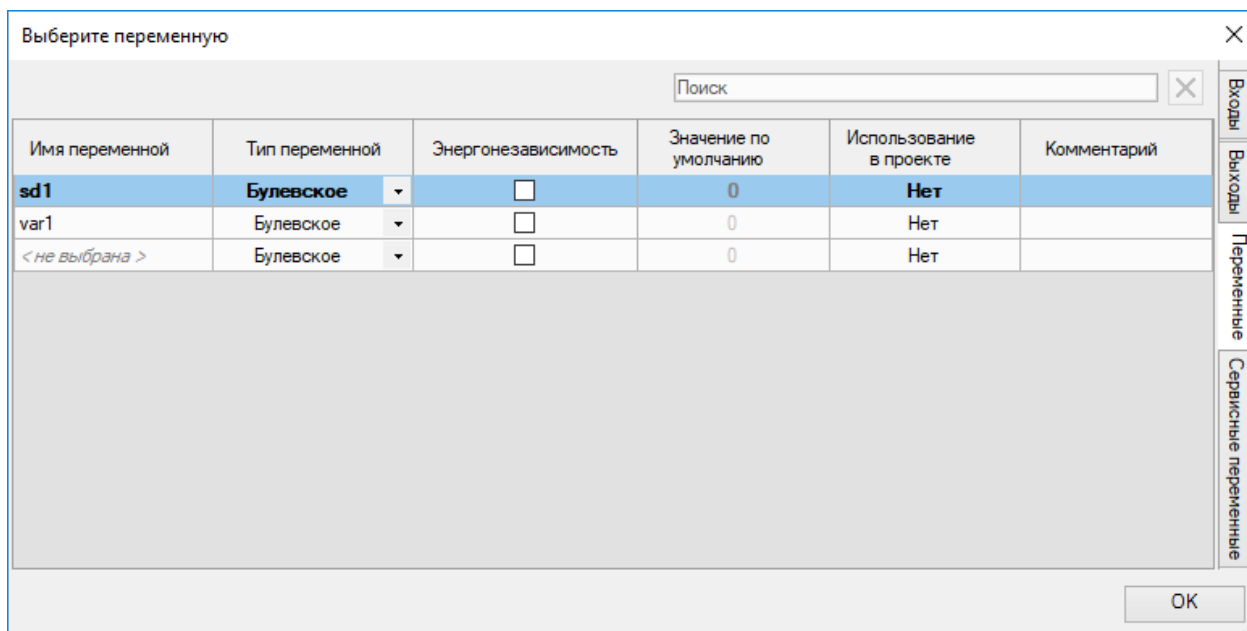 Выберите переменную
Поиск
Имя переменной Тип переменной Энергонезависимость Значение по умолчанию Использование в проекте Комментарий
sd1 Булевское 0 Нет
var1 Булевское 0 Нет
< не выбрана > Булевское 0 Нет
Входы
Выходы
Переменные
Сервисные переменные
OK